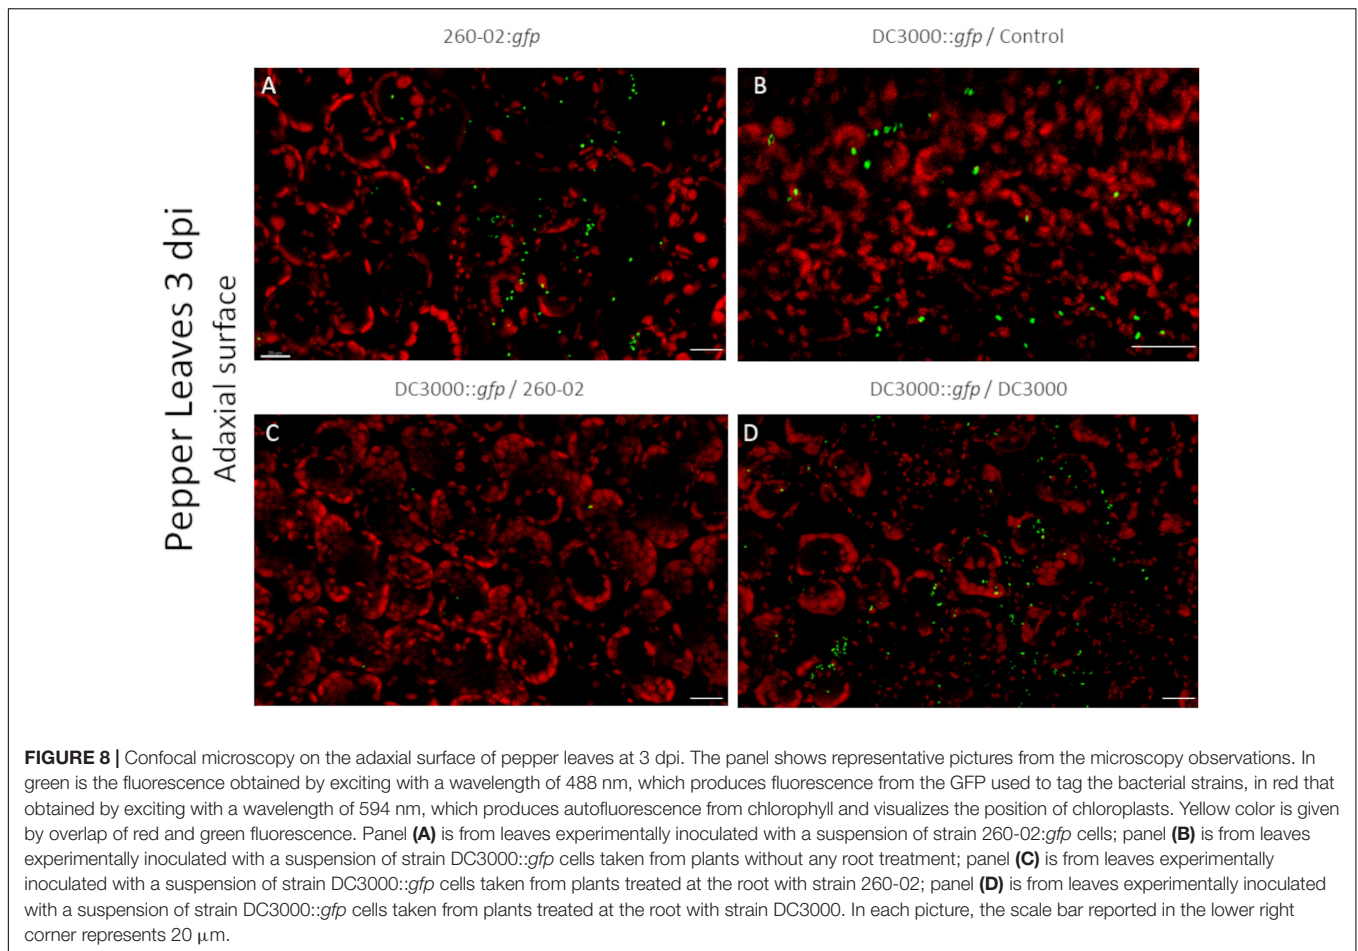 260-02:gfp
DC3000::gfp / Control
A
B
Pepper Leaves 3 dpi
Adaxial surface
DC3000::gfp / 260-02
DC3000::gfp / DC3000
C
D
FIGURE 8 | Confocal microscopy on the adaxial surface of pepper leaves at 3 dpi. The panel shows representative pictures from the microscopy observations. In
green is the fluorescence obtained by exciting with a wavelength of 488 nm, which produces fluorescence from the GFP used to tag the bacterial strains, in red that
obtained by exciting with a wavelength of 594 nm, which produces autofluorescence from chlorophyll and visualizes the position of chloroplasts. Yellow color is given
by overlap of red and green fluorescence. Panel (A) is from leaves experimentally inoculated with a suspension of strain 260-02:gfp cells; panel (B) is from leaves
experimentally inoculated with a suspension of strain DC3000::gfp cells taken from plants without any root treatment; panel (C) is from leaves experimentally
inoculated with a suspension of strain DC3000::gfp cells taken from plants treated at the root with strain 260-02; panel (D) is from leaves experimentally inoculated
with a suspension of strain DC3000::gfp cells taken from plants treated at the root with strain DC3000. In each picture, the scale bar reported in the lower right
corner represents 20 μm.